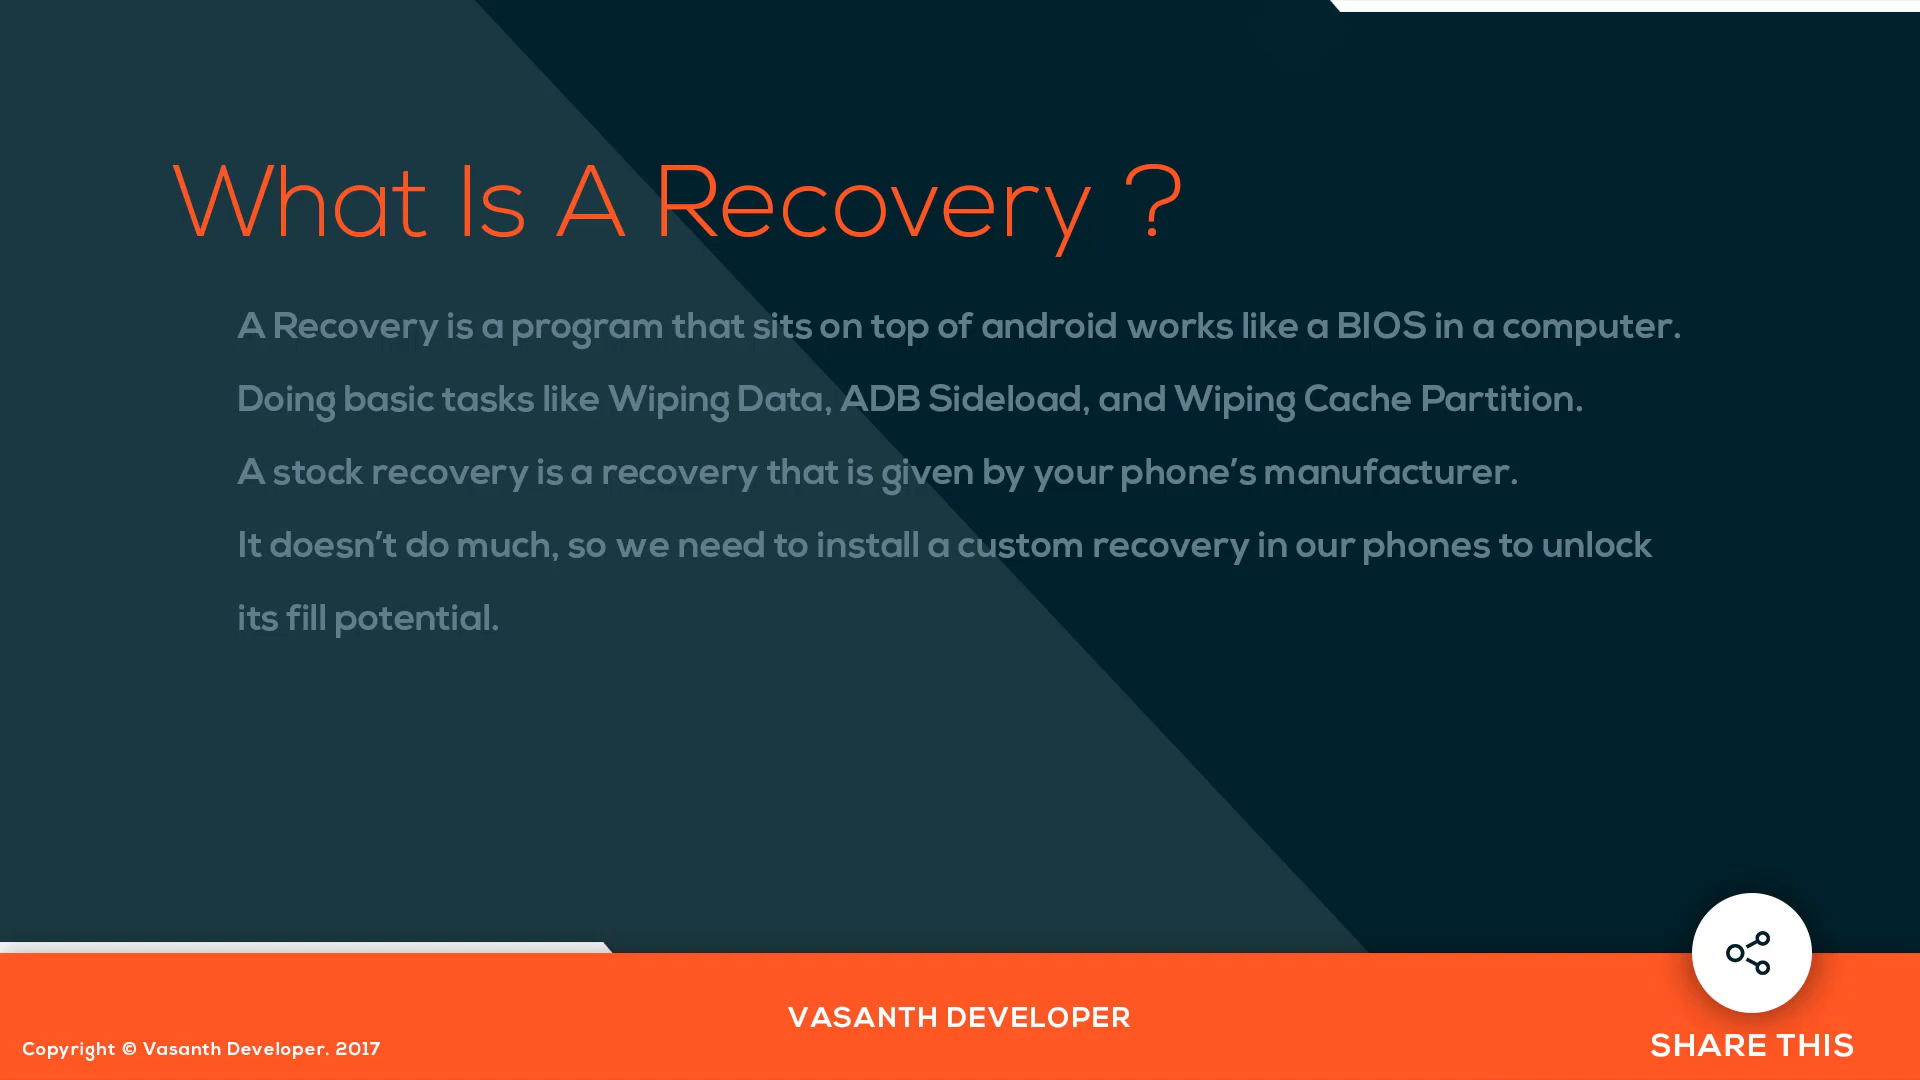 What Is A Recovery ?
A Recovery is a program that sits on top of android works like a BIOS in a computer.
Doing basic tasks like Wiping Data, ADB Sideload, and Wiping Cache Partition.
A stock recovery is a recovery that is given by your phone’s manufacturer.
It doesn’t do much, so we need to install a custom recovery in our phones to unlock
its fill potential.
VASANTH DEVELOPER
Copyright © Vasanth Developer. 2017
SHARE THIS